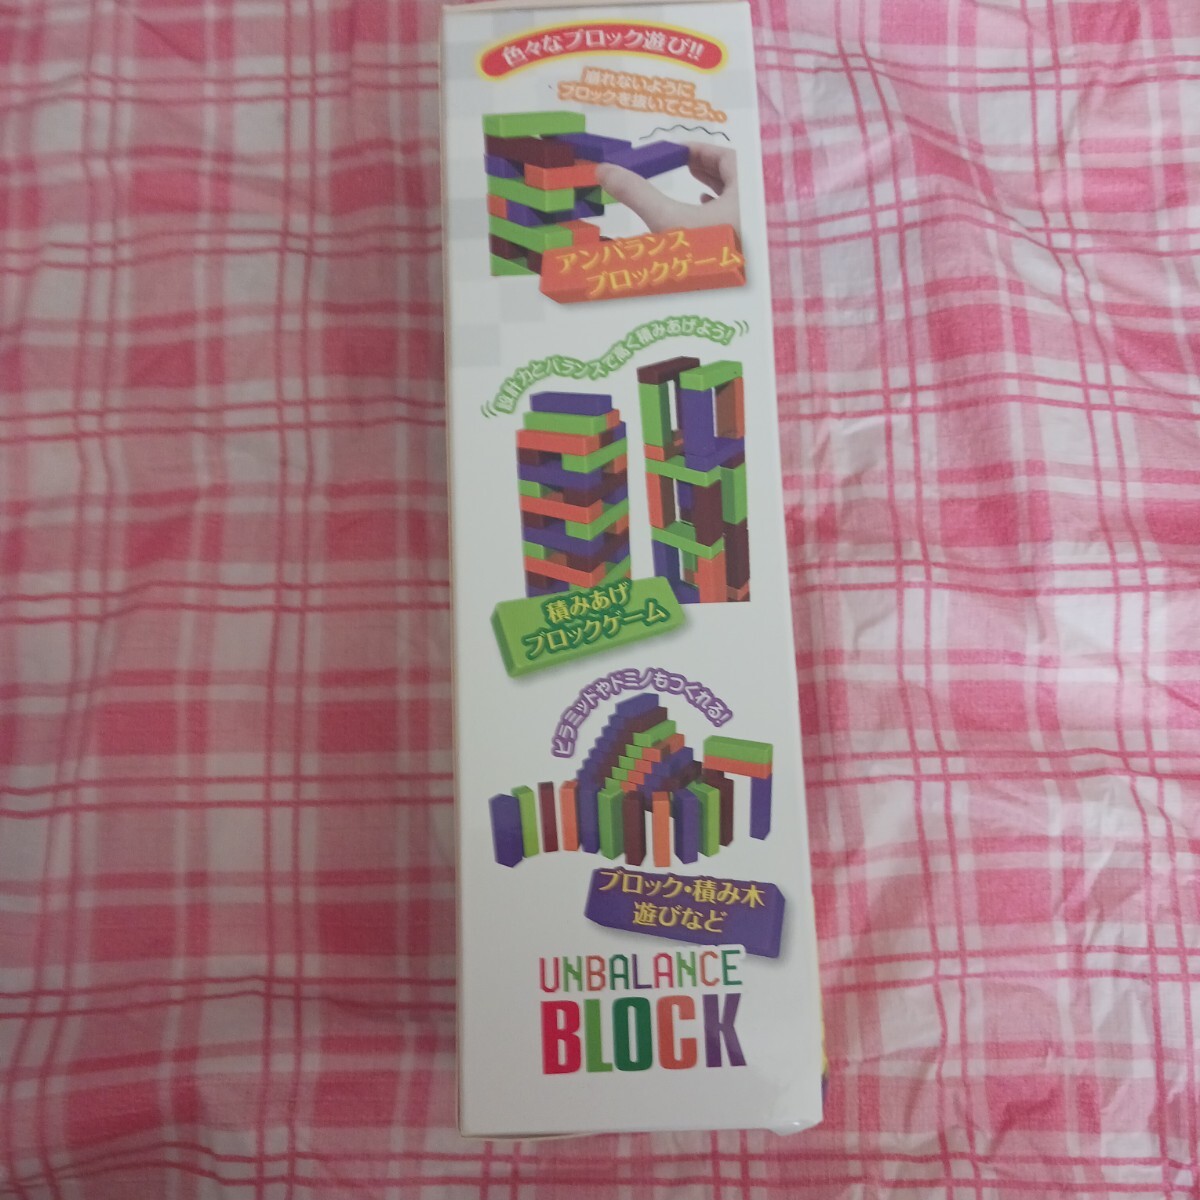 色々なブロック遊び!!
崩れないように
ブロックを抜いてこう、、
アンバランス
ブロックゲーム
設計力とバランスで高く積みあげよう!
積みあげ
ブロックゲーム
ピラミッドやドミノもつくれる!
ブロック・積み木
遊びなど
UNBALANCE
BLOCK